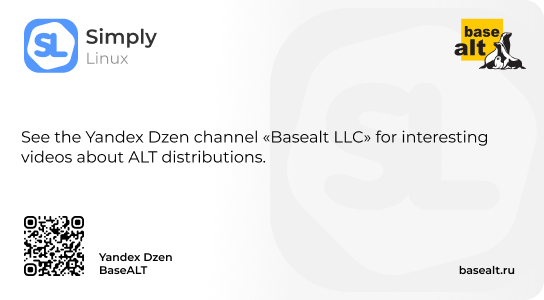 SL
Simply
Linux
base
alt
See the Yandex Dzen channel «Basealt LLC» for interesting
videos about ALT distributions.
SL
Yandex Dzen
BaseALT
basealt.ru